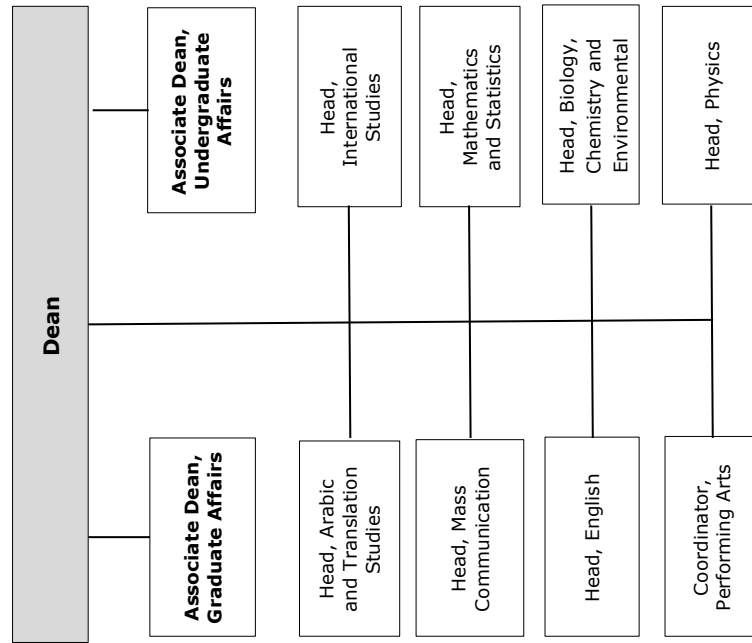 Dean
Associate Dean,
Graduate Affairs
Associate Dean,
Undergraduate
Affairs
Head, Arabic
and Translation
Studies
Head,
International
Studies
Head, Mass
Communication
Head,
Mathematics
and Statistics
Head, English
Head, Biology,
Chemistry and
Environmental
Coordinator,
Performing Arts
Head, Physics